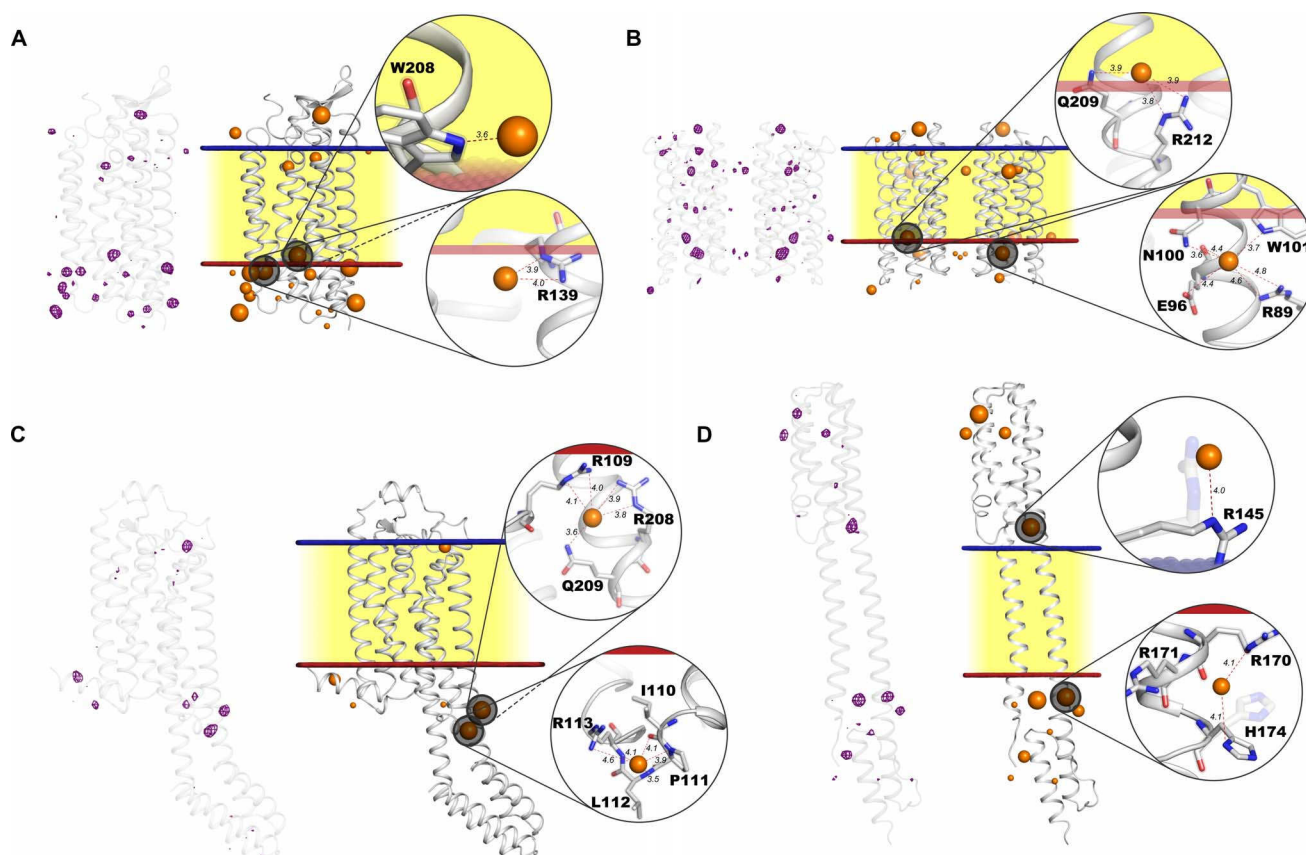 A
W208
3.6
3.9
4.0
R139
B
3.9
3.9
Q209
3.8
R212
N100
4.4
W101
3.6
3.7
4.8
4.6
4.4
E96
R89
C
R109
4.0
4.1
3.9
3.8
R208
3.6
Q209
I110
R113
4.1
4.1
4.6
3.9
3.5
P111
L112
D
4.0
R145
R171
4.1
R170
4.1
H174